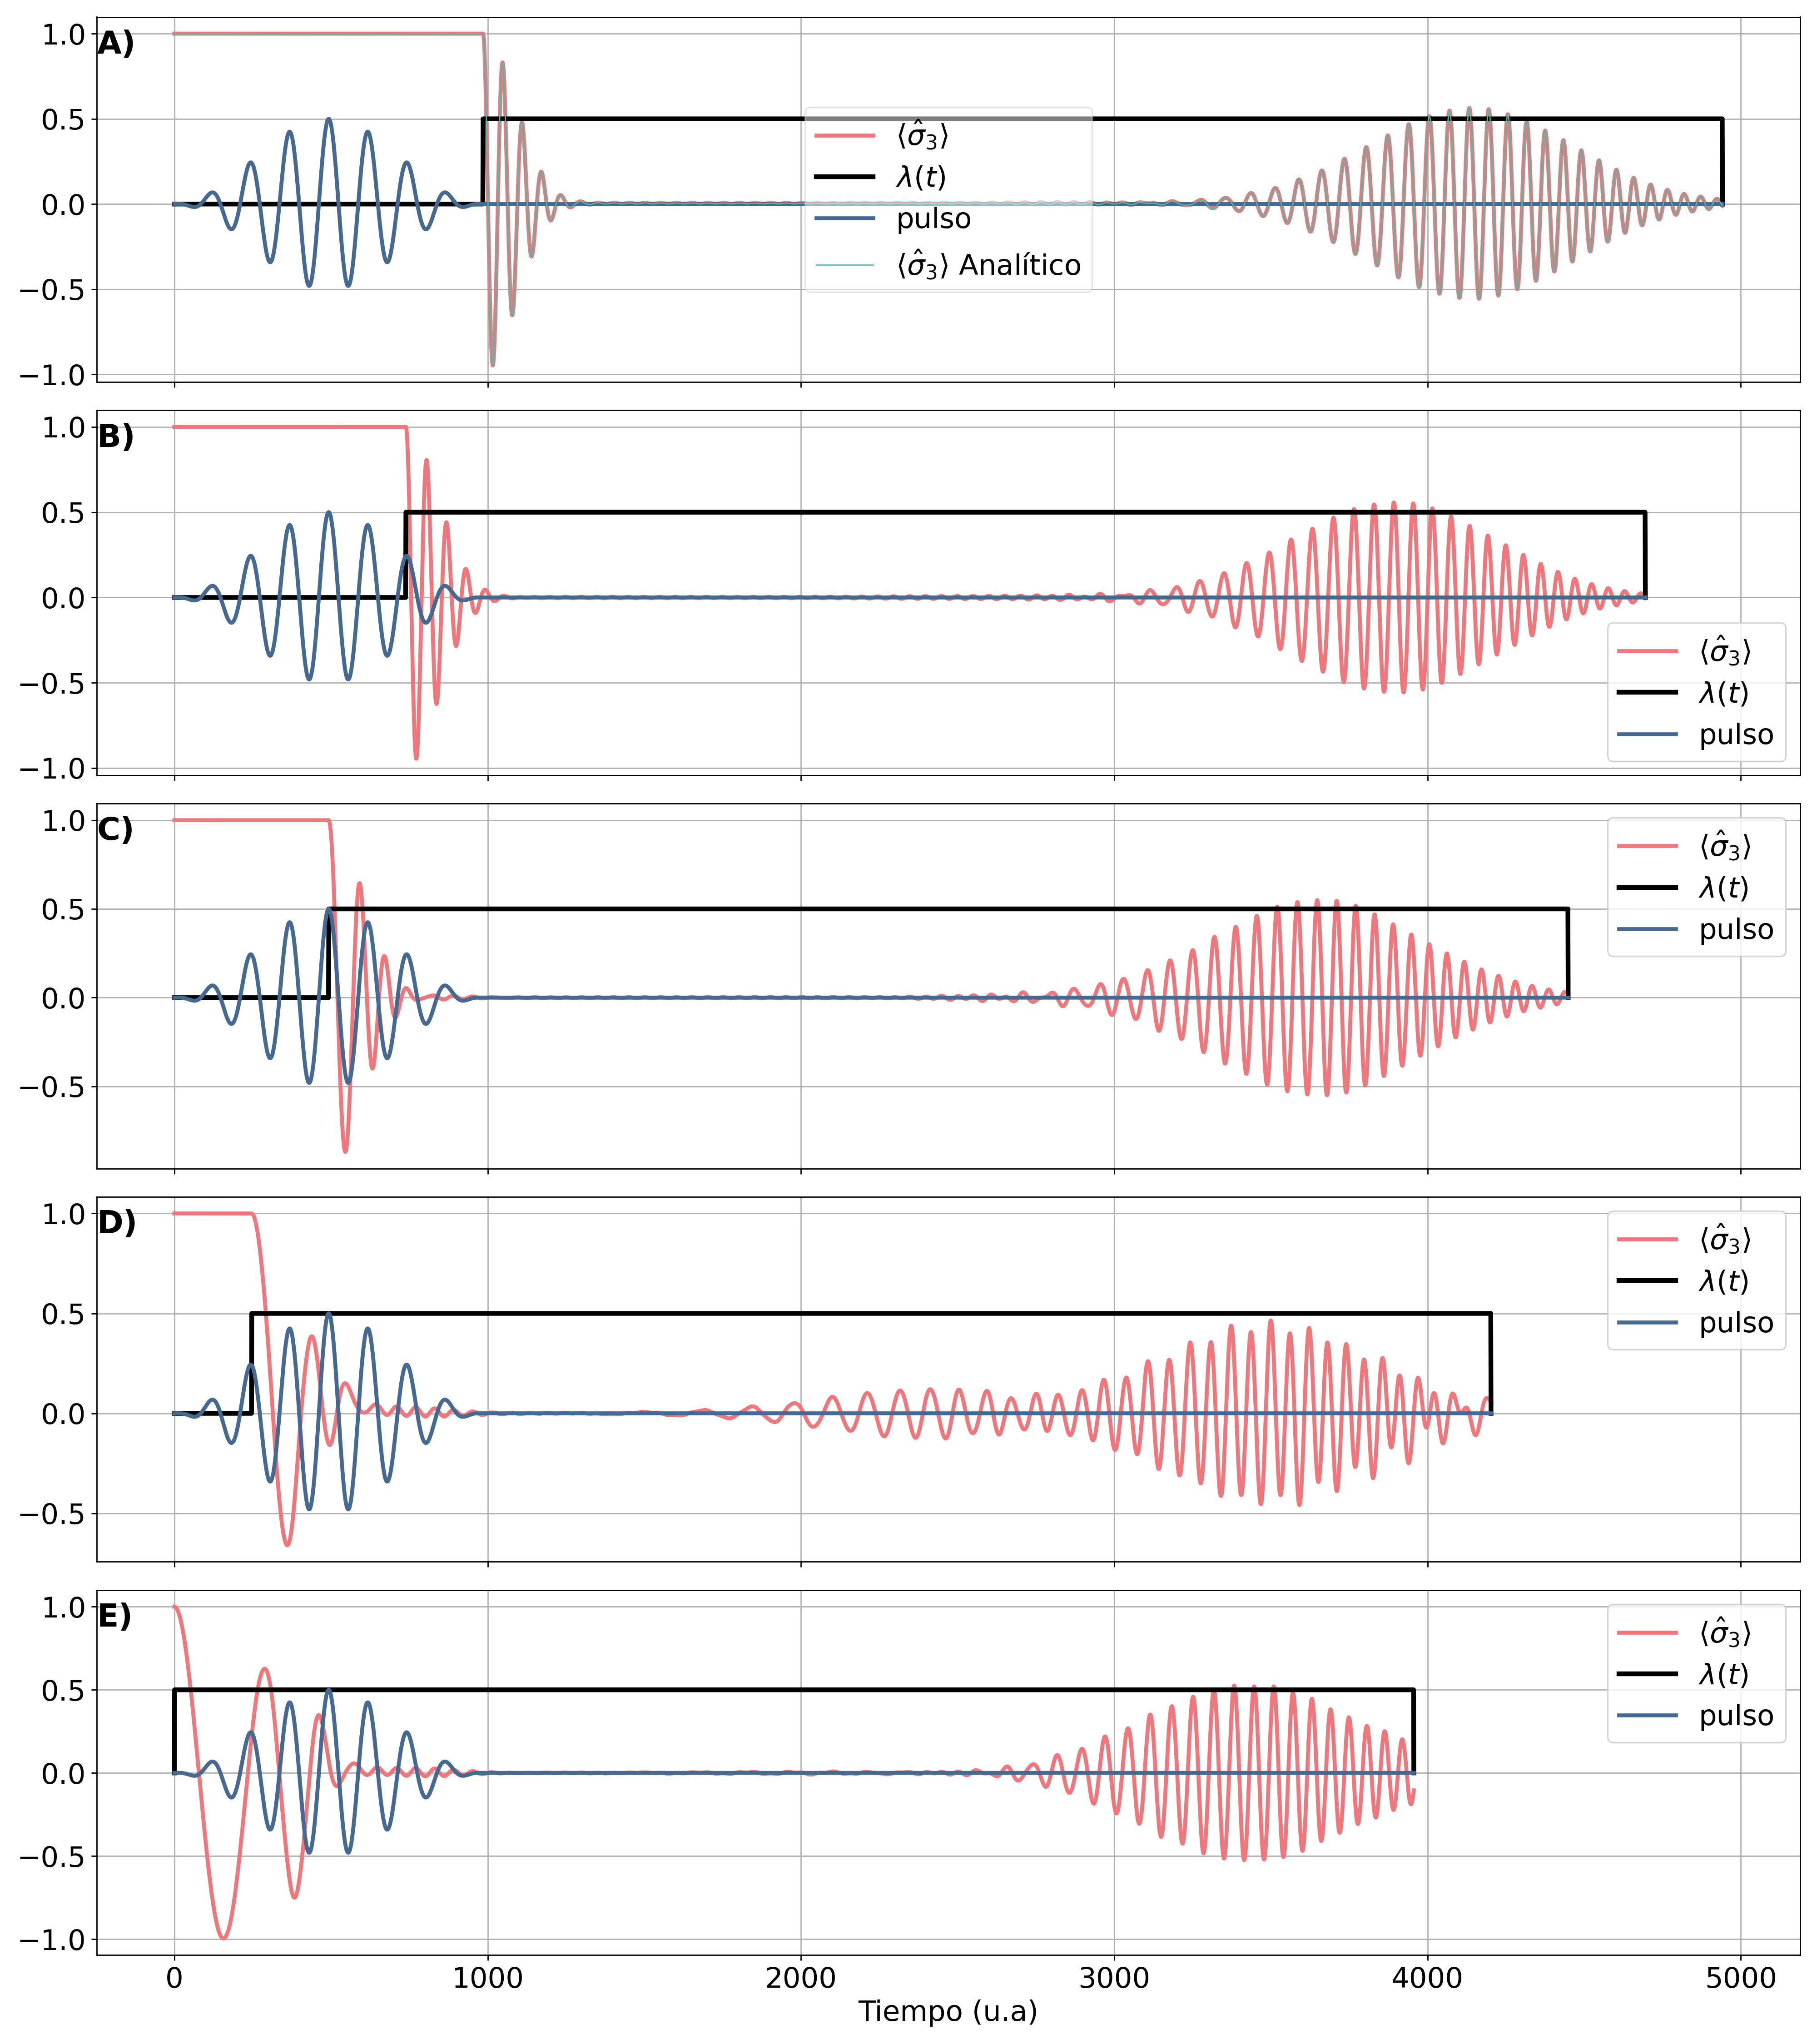 A)
1.0
0.5
0.0
−0.5
−1.0
⟨σ̂₃⟩
λ(t)
pulso
⟨σ̂₃⟩ Analítico
B)
1.0
0.5
0.0
−0.5
−1.0
⟨σ̂₃⟩
λ(t)
pulso
C)
1.0
0.5
0.0
−0.5
⟨σ̂₃⟩
λ(t)
pulso
D)
1.0
0.5
0.0
−0.5
⟨σ̂₃⟩
λ(t)
pulso
E)
1.0
0.5
0.0
−0.5
−1.0
⟨σ̂₃⟩
λ(t)
pulso
0 1000 2000 3000 4000 5000
Tiempo (u.a)